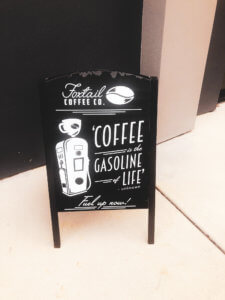 Foxtail
COFFEE CO.
'COFFEE
is the
GASOLINE
of LIFE'
Fuel up now!